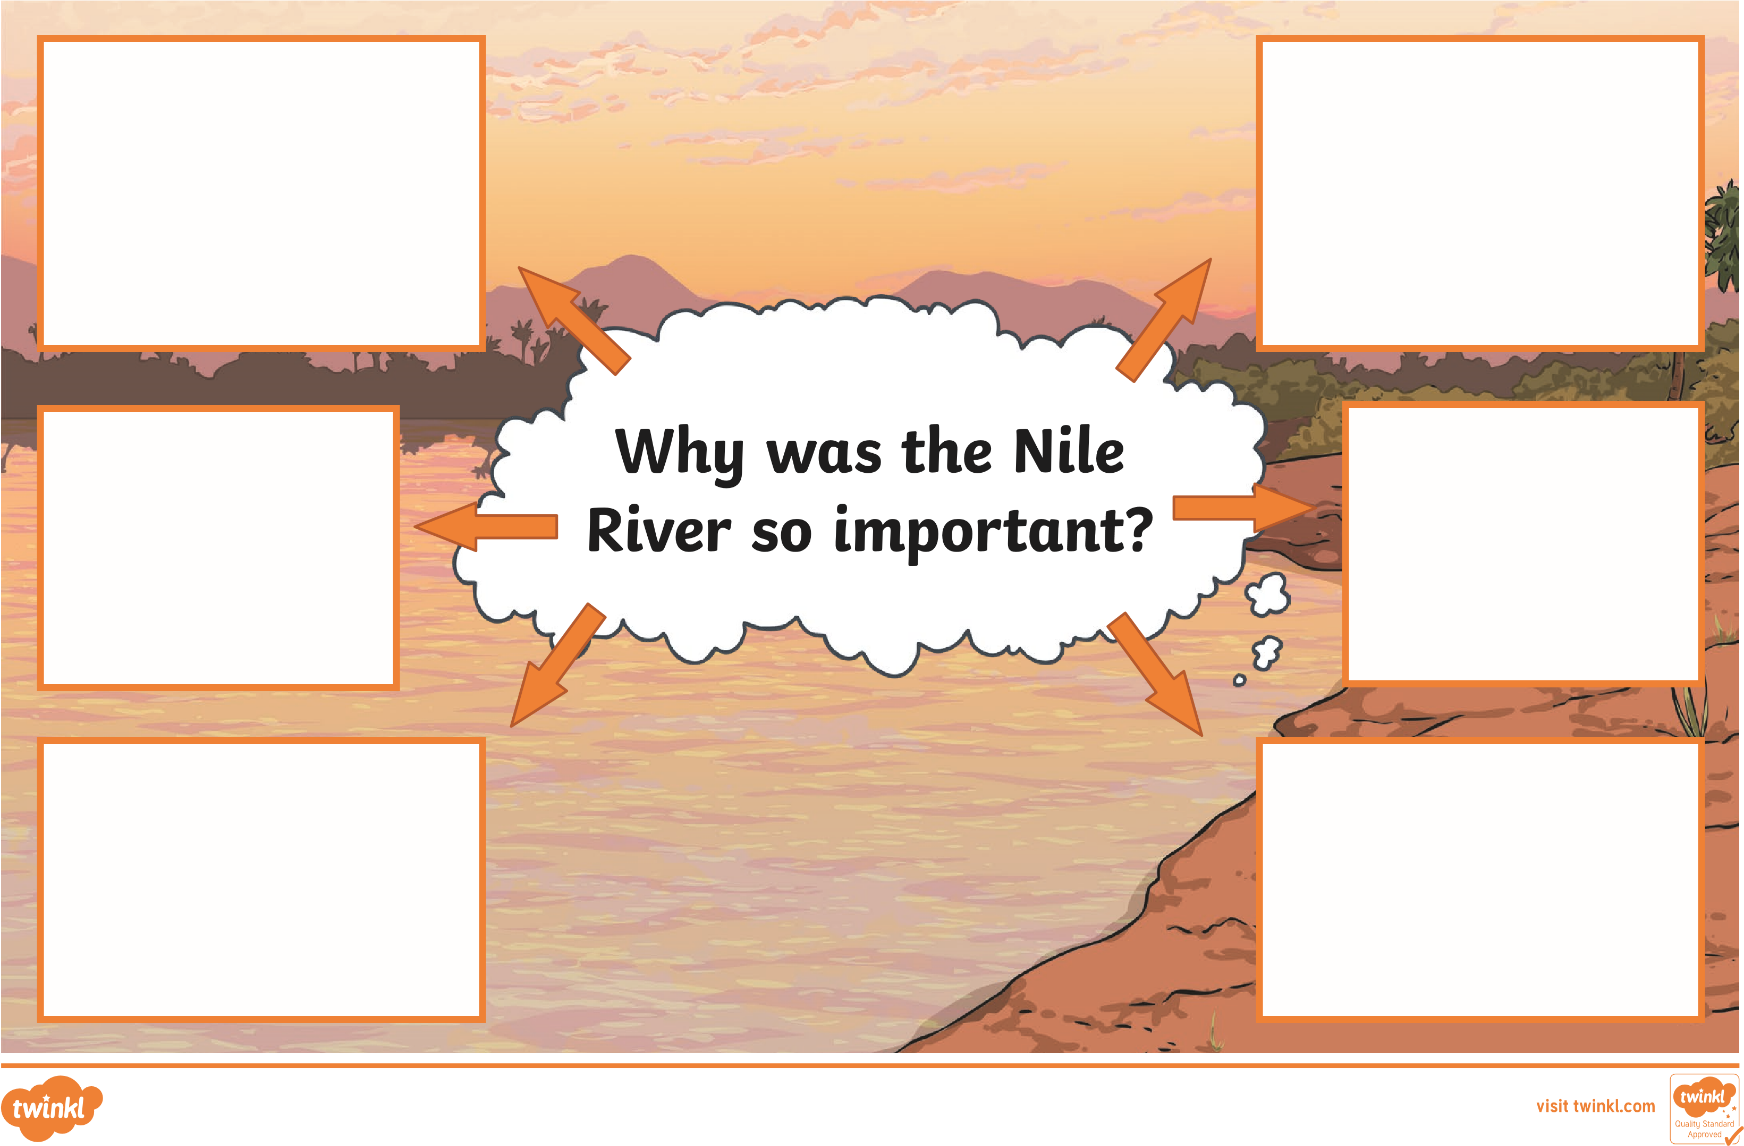 Why was the Nile
River so important?
twinkl
visit twinkl.com
twinkl
Quality Standard
Approved